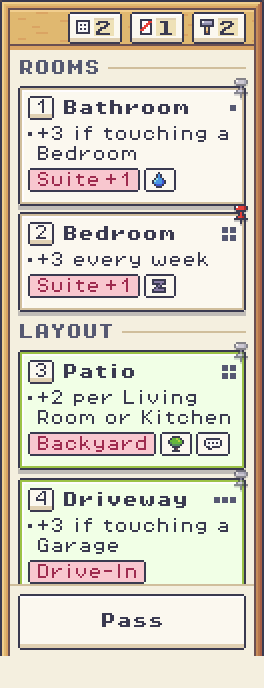 2 1 2
ROOMS
1 Bathroom
•+3 if touching a
Bedroom
Suite +1
2 Bedroom
•+3 every week
Suite +1
LAYOUT
3 Patio
•+2 per Living
Room or Kitchen
Backyard
4 Driveway
•+3 if touching a
Garage
Drive-In
Pass